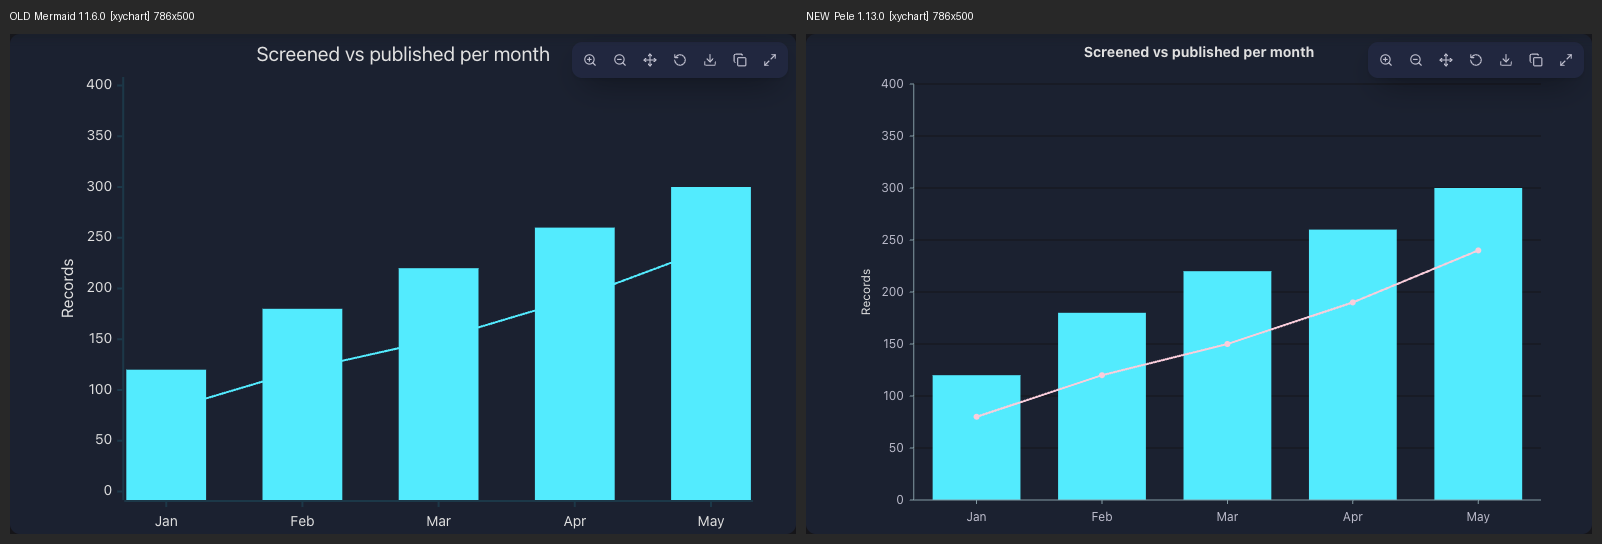 OLD Mermaid 11.6.0 [xychart] 786x500
Screened vs published per month
400
350
300
250
200
150
100
50
0
Records
Jan Feb Mar Apr May
NEW Pele 1.13.0 [xychart] 786x500
Screened vs published per month
400
350
300
250
200
150
100
50
0
Records
Jan Feb Mar Apr May